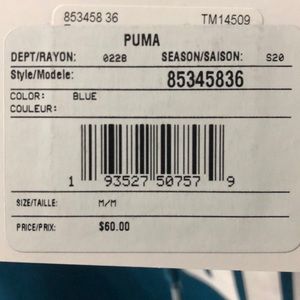 853458 36 TM14509
PUMA
DEPT/RAYON: 022B SEASON/SAISON: S20
Style/Modele: 85345836
COLOR: BLUE
COULEUR:
1 93527 50757 9
SIZE/TAILLE: M/M
PRICE/PRIX: $60.00